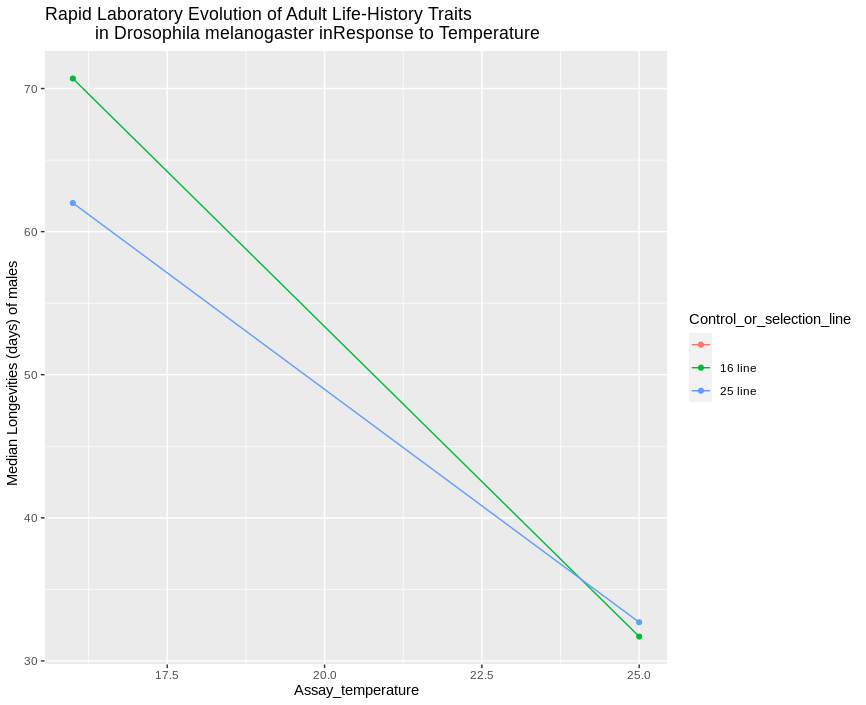 Rapid Laboratory Evolution of Adult Life-History Traits
in Drosophila melanogaster inResponse to Temperature
Median Longevities (days) of males
70
60
50
40
30
17.5
20.0
22.5
25.0
Assay_temperature
Control_or_selection_line
16 line
25 line